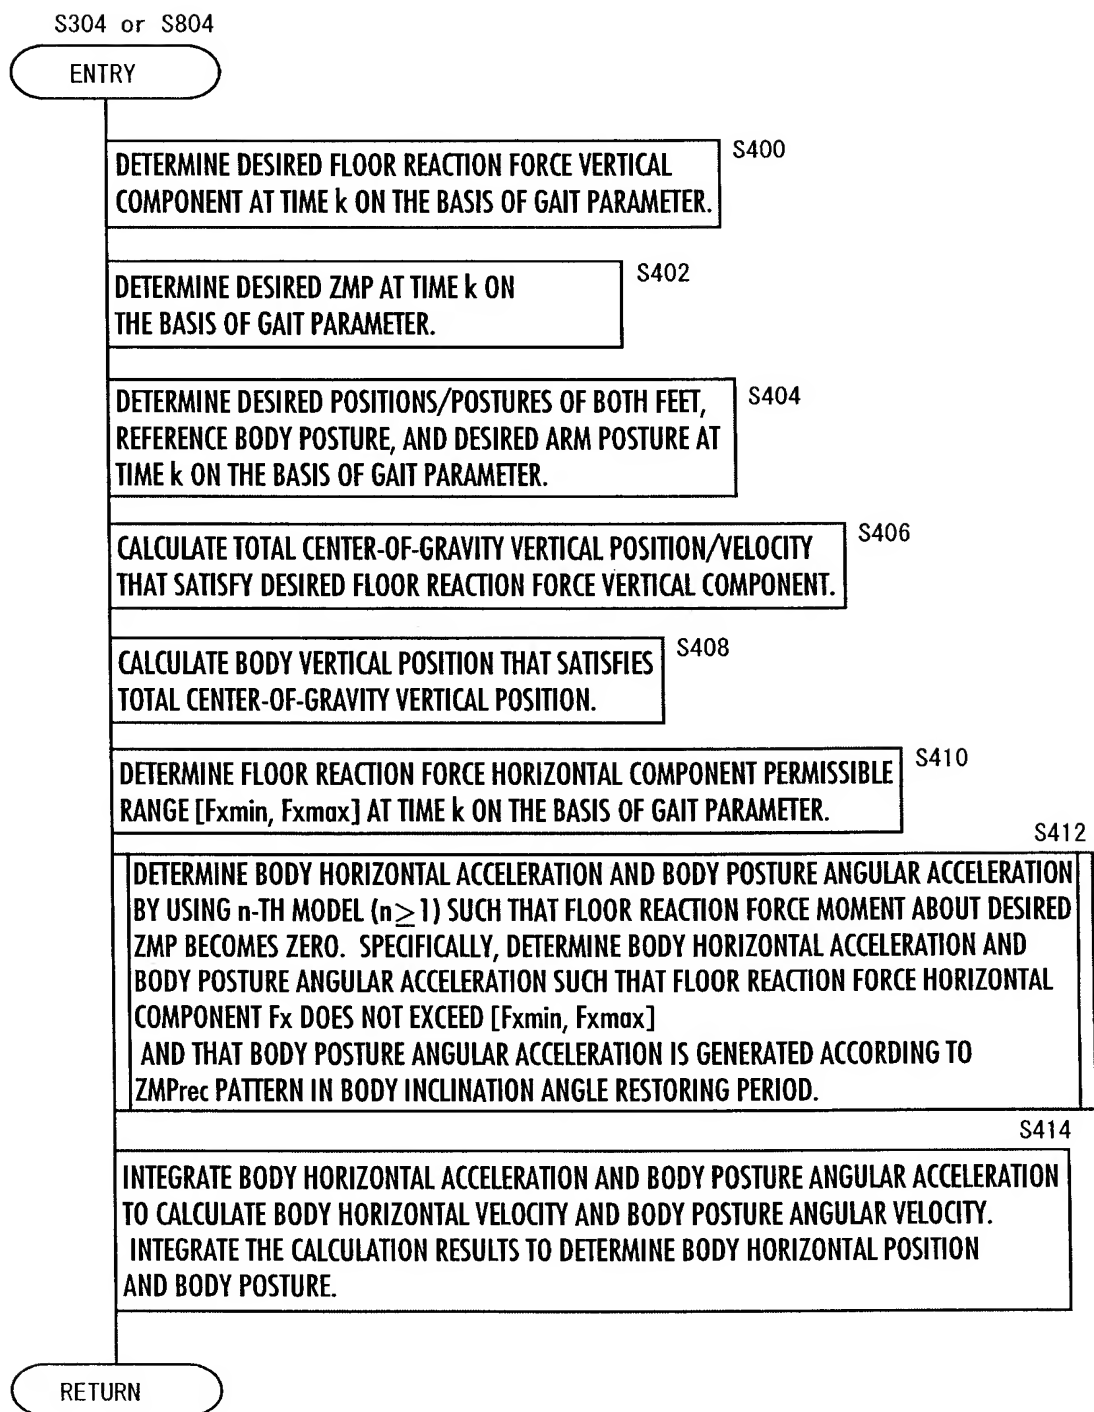 S304 or S804
ENTRY
S400
DETERMINE DESIRED FLOOR REACTION FORCE VERTICAL
COMPONENT AT TIME k ON THE BASIS OF GAIT PARAMETER.
S402
DETERMINE DESIRED ZMP AT TIME k ON
THE BASIS OF GAIT PARAMETER.
S404
DETERMINE DESIRED POSITIONS/POSTURES OF BOTH FEET,
REFERENCE BODY POSTURE, AND DESIRED ARM POSTURE AT
TIME k ON THE BASIS OF GAIT PARAMETER.
S406
CALCULATE TOTAL CENTER-OF-GRAVITY VERTICAL POSITION/VELOCITY
THAT SATISFY DESIRED FLOOR REACTION FORCE VERTICAL COMPONENT.
S408
CALCULATE BODY VERTICAL POSITION THAT SATISFIES
TOTAL CENTER-OF-GRAVITY VERTICAL POSITION.
S410
DETERMINE FLOOR REACTION FORCE HORIZONTAL COMPONENT PERMISSIBLE
RANGE [Fxmin, Fxmax] AT TIME k ON THE BASIS OF GAIT PARAMETER.
S412
DETERMINE BODY HORIZONTAL ACCELERATION AND BODY POSTURE ANGULAR ACCELERATION
BY USING n-TH MODEL (n≥1) SUCH THAT FLOOR REACTION FORCE MOMENT ABOUT DESIRED
ZMP BECOMES ZERO. SPECIFICALLY, DETERMINE BODY HORIZONTAL ACCELERATION AND
BODY POSTURE ANGULAR ACCELERATION SUCH THAT FLOOR REACTION FORCE HORIZONTAL
COMPONENT Fx DOES NOT EXCEED [Fxmin, Fxmax]
AND THAT BODY POSTURE ANGULAR ACCELERATION IS GENERATED ACCORDING TO
ZMPrec PATTERN IN BODY INCLINATION ANGLE RESTORING PERIOD.
S414
INTEGRATE BODY HORIZONTAL ACCELERATION AND BODY POSTURE ANGULAR ACCELERATION
TO CALCULATE BODY HORIZONTAL VELOCITY AND BODY POSTURE ANGULAR VELOCITY.
INTEGRATE THE CALCULATION RESULTS TO DETERMINE BODY HORIZONTAL POSITION
AND BODY POSTURE.
RETURN